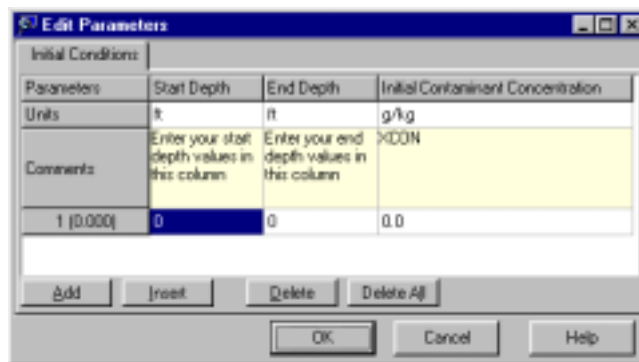 Edit Parameters
Initial Conditions
Parameters Start Depth End Depth Initial Contaminant Concentration
Units ft ft g/kg
Comments Enter your start depth values in this column Enter your end depth values in this column XCON
1 (0.000) 0 0 0.0
Add Insert Delete Delete All
OK Cancel Help